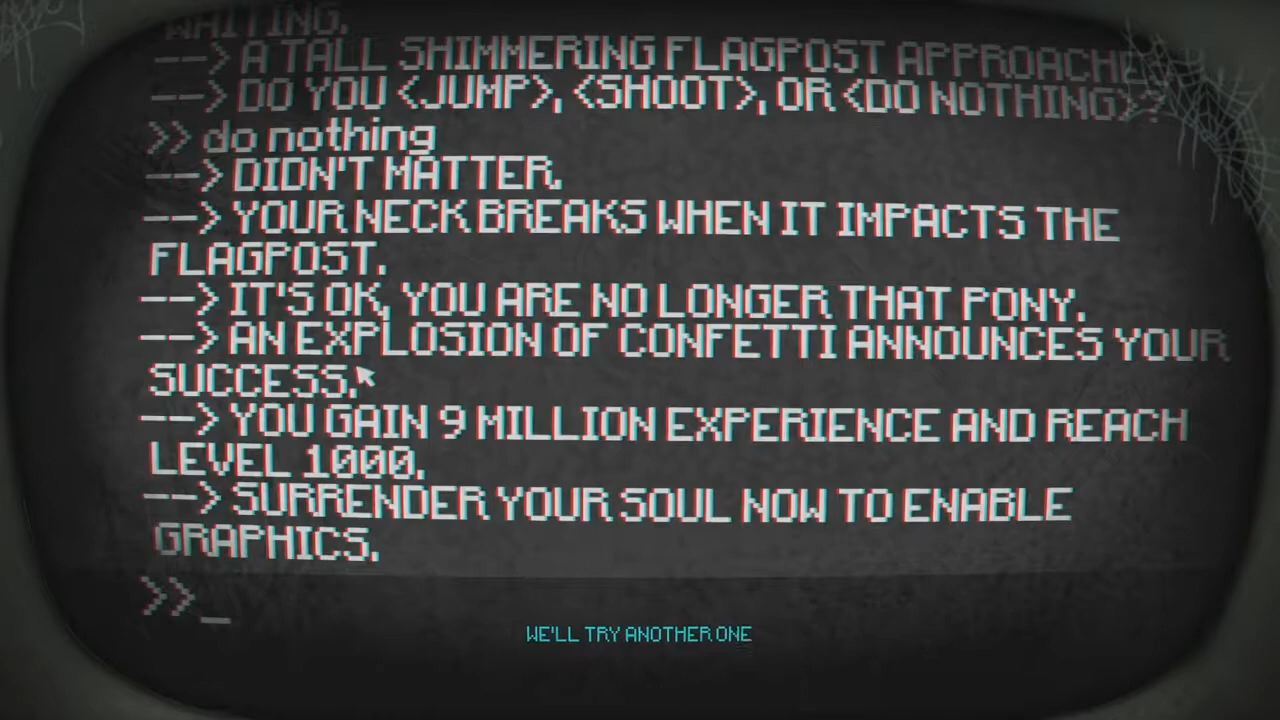 WAITING.
--> A TALL SHIMMERING FLAGPOST APPROACHES
--> DO YOU <JUMP>, <SHOOT>, OR <DO NOTHING>?
>> do nothing
--> DIDN'T MATTER.
--> YOUR NECK BREAKS WHEN IT IMPACTS THE
FLAGPOST.
--> IT'S OK, YOU ARE NO LONGER THAT PONY.
--> AN EXPLOSION OF CONFETTI ANNOUNCES YOUR
SUCCESS.
--> YOU GAIN 9 MILLION EXPERIENCE AND REACH
LEVEL 1000.
--> SURRENDER YOUR SOUL NOW TO ENABLE
GRAPHICS.
>>_
WE'LL TRY ANOTHER ONE